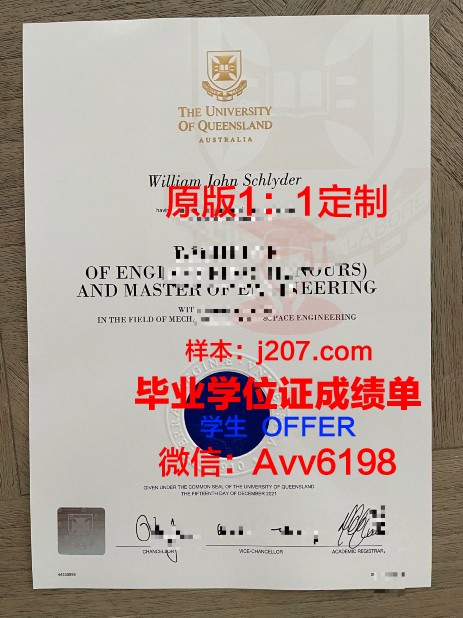 THE UNIVERSITY
OF QUEENSLAND
AUSTRALIA
William John Schlyder
原版1：1定制
OF ENGI
OURS)
AND MASTER OF ENGINEERING
IN THE FIELD OF MECH
SPACE ENGINEERING
样本：j207.com
毕业学位证成绩单
学生 OFFER
微信：Avv6198
GIVEN UNDER THE COMMON SEAL OF THE UNIVERSITY OF QUEENSLAND
THE FIFTEENTH DAY OF DECEMBER 2021
CHANCELLOR
VICE-CHANCELLOR
ACADEMIC REGISTRAR